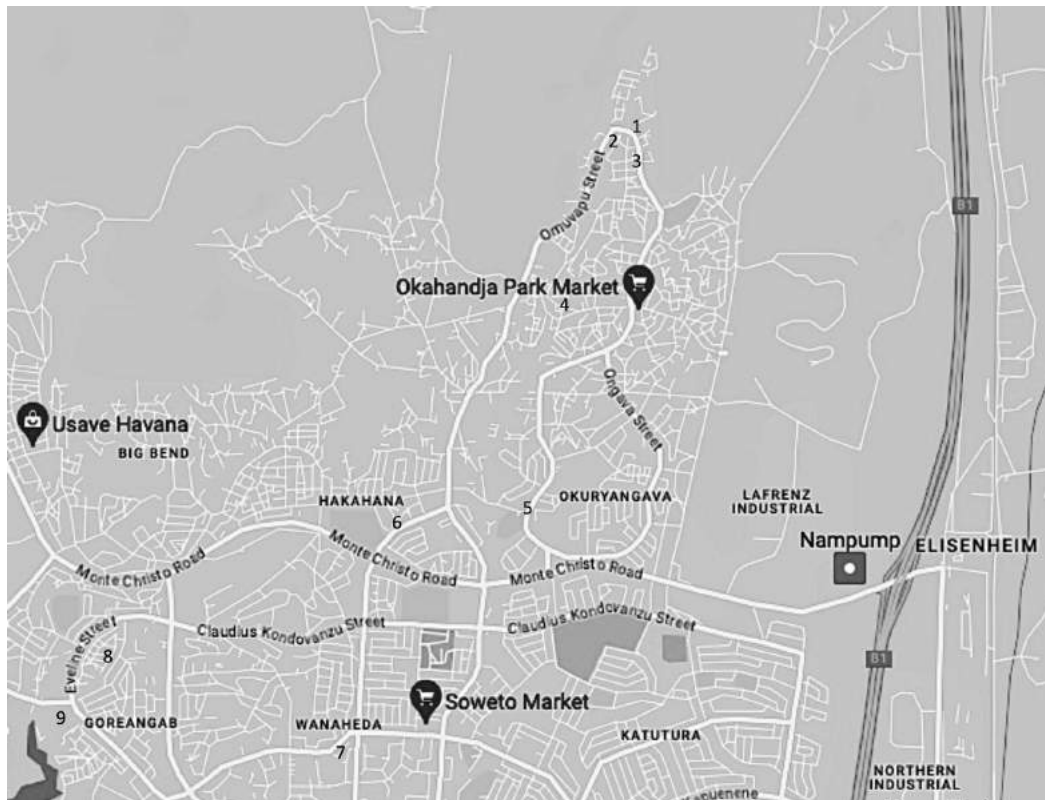 1
2
3
Omuvapu Street
B1
Okahandja Park Market
4
Ongava Street
Usave Havana
BIG BEND
HAKAHANA
5
OKURYANGAVA
LAFRENZ
INDUSTRIAL
6
Nampump
ELISENHEIM
Monte Christo Road
Monte Christo Road
Monte Christo Road
Claudius Kondovanzu Street
Claudius Kondovanzu Street
Eveline Street
8
B1
Soweto Market
9
GOREANGAB
WANAHEDA
7
KATUTURA
NORTHERN
INDUSTRIAL